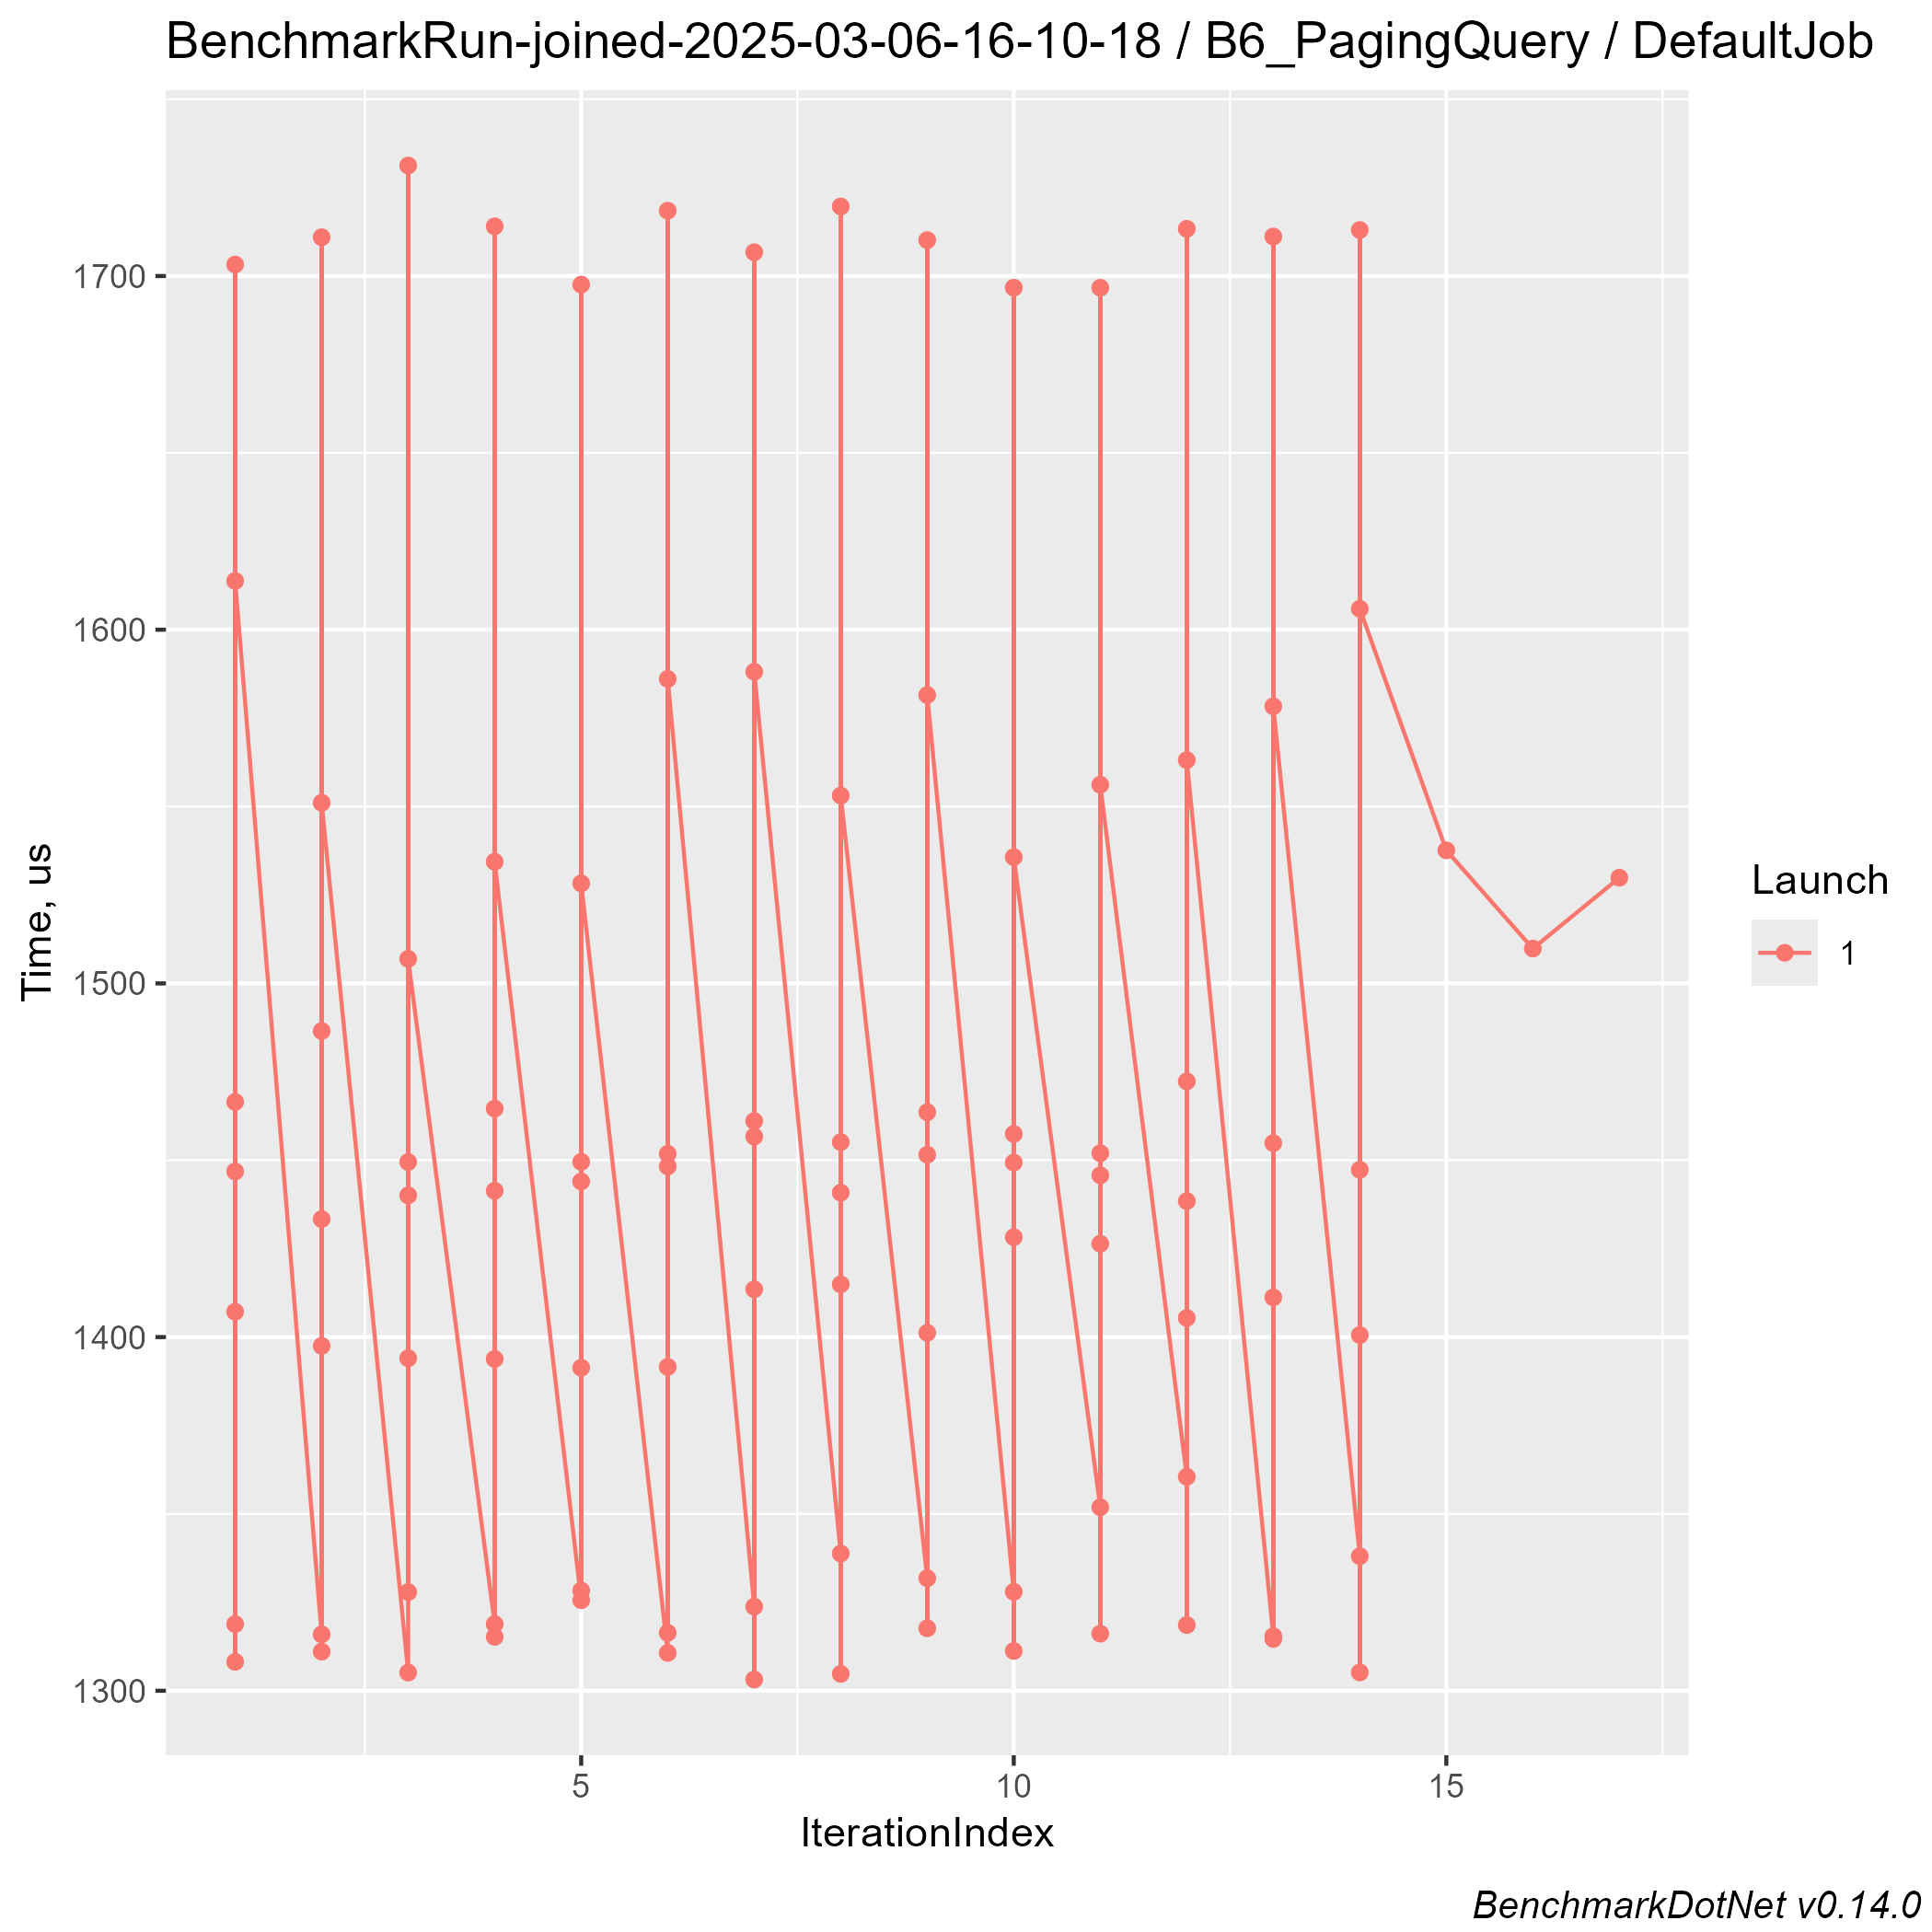 BenchmarkRun-joined-2025-03-06-16-10-18 / B6_PagingQuery / DefaultJob
1700
1600
1500
1400
1300
Time, us
5
10
15
IterationIndex
Launch
1
BenchmarkDotNet v0.14.0